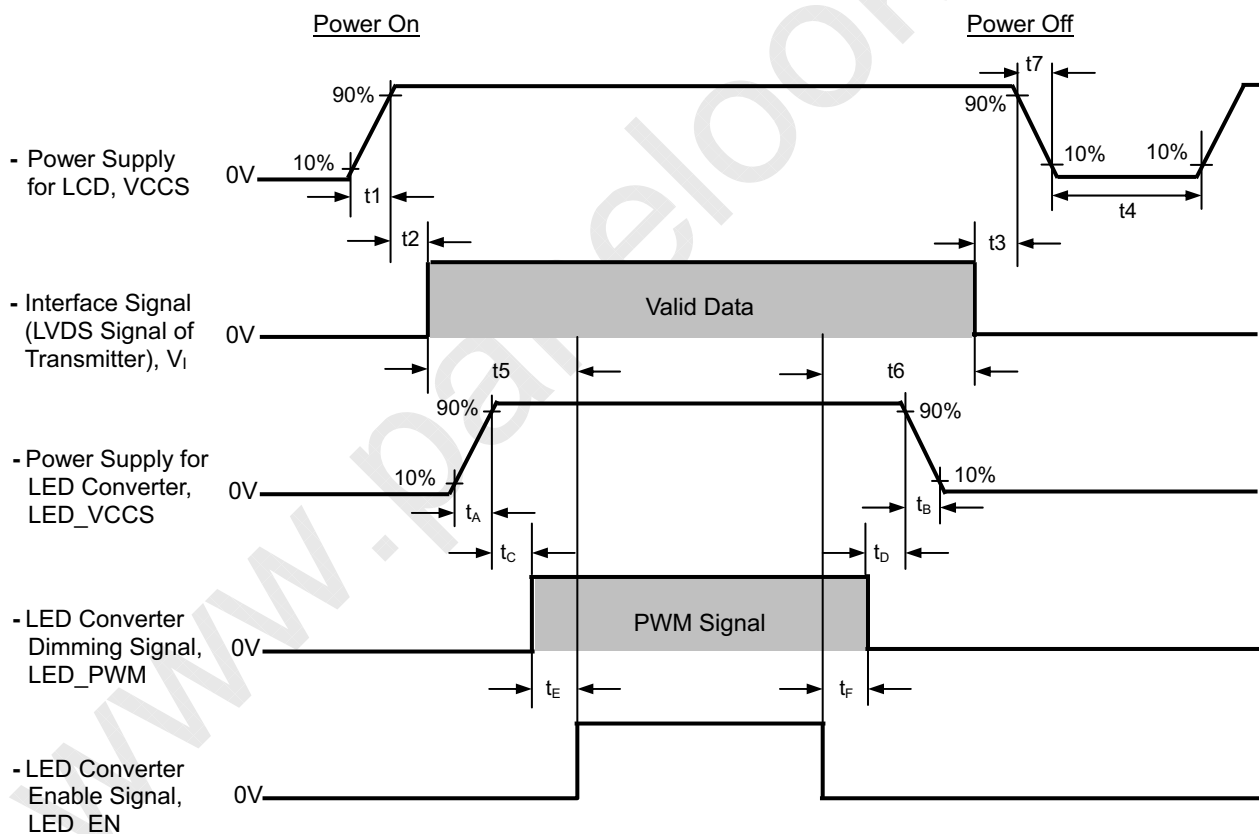 Power On
Power Off
t7
90%
90%
10%
10%
10%
- Power Supply
for LCD, VCCS
0V
t1
t4
t2
t3
- Interface Signal
(LVDS Signal of
Transmitter), VI
0V
Valid Data
t5
t6
90%
90%
- Power Supply for
LED Converter,
LED_VCCS
0V
10%
10%
tA
tB
tC
tD
- LED Converter
Dimming Signal,
LED_PWM
0V
PWM Signal
tE
tF
- LED Converter
Enable Signal,
LED_EN
0V